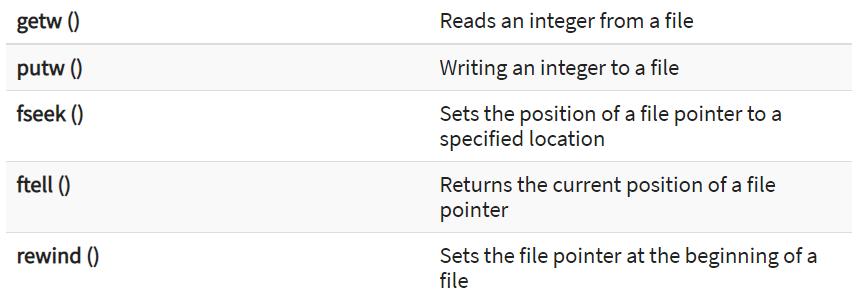 getw () Reads an integer from a file
putw () Writing an integer to a file
fseek () Sets the position of a file pointer to a
specified location
ftell () Returns the current position of a file
pointer
rewind () Sets the file pointer at the beginning of a
file